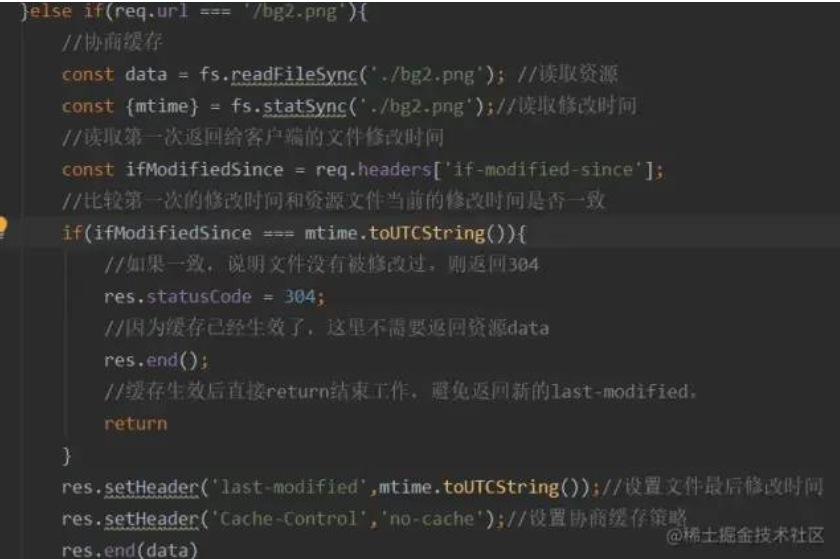 }else if(req.url === '/bg2.png'){
//协商缓存
const data = fs.readFileSync('./bg2.png'); //读取资源
const {mtime} = fs.statSync('./bg2.png');//读取修改时间
//读取第一次返回给客户端的文件修改时间
const ifModifiedSince = req.headers['if-modified-since'];
//比较第一次的修改时间和资源文件当前的修改时间是否一致
if(ifModifiedSince === mtime.toUTCString()){
//如果一致，说明文件没有被修改过，则返回304
res.statusCode = 304;
//因为缓存已经生效了，这里不需要返回资源data
res.end();
//缓存生效后直接return结束工作，避免返回新的last-modified。
return
}
res.setHeader('last-modified',mtime.toUTCString());//设置文件最后修改时间
res.setHeader('Cache-Control','no-cache');//设置协商缓存策略
res.end(data)
@稀土掘金技术社区